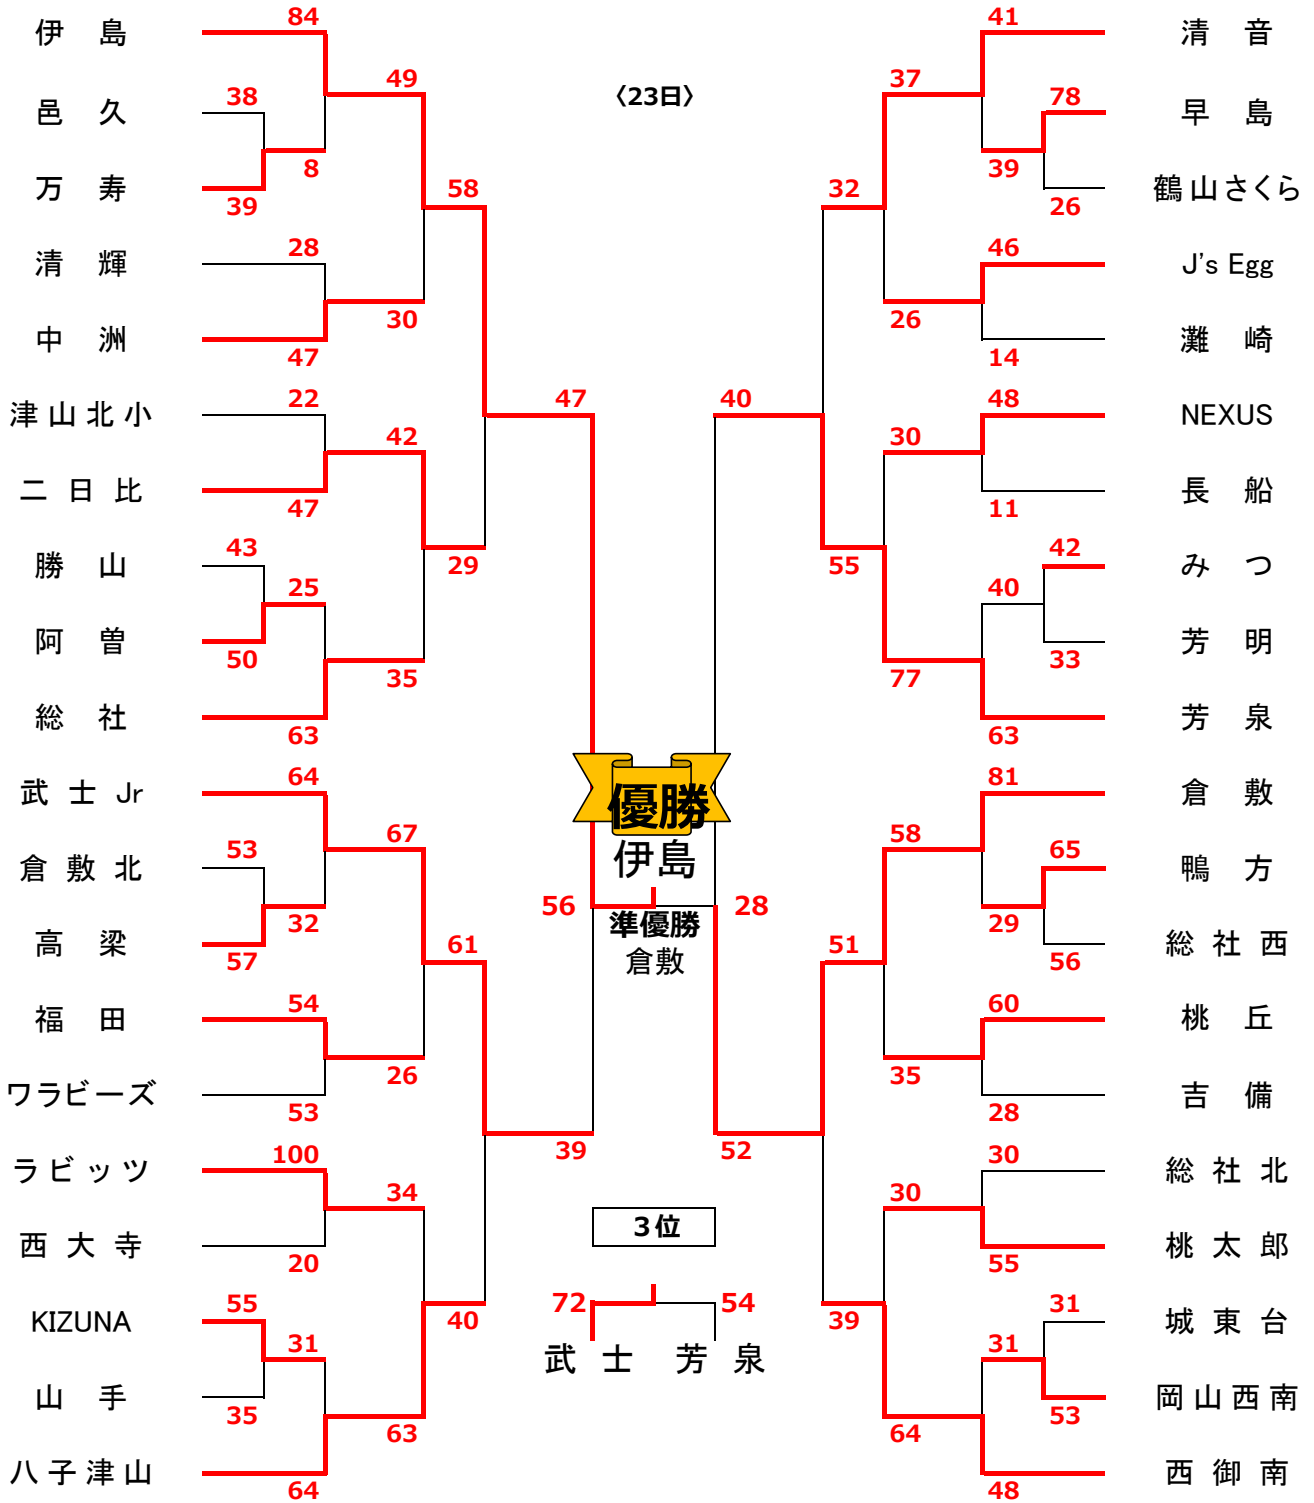 84
伊島
38
邑久
49
8
万寿
39
58
28
清輝
30
中洲
47
22
津山北小
42
二日比
47
47
43
勝山
25
29
阿曽
50
35
総社
63
64
武士Jr
67
53
倉敷北
32
高梁
57
61
54
福田
26
ワラビーズ
53
39
100
ラビッツ
34
西大寺
20
55
KIZUNA
40
31
山手
35
63
八子津山
64
〈23日〉
優勝
伊島
56
28
準優勝
倉敷
3位
72
54
武士 芳泉
41
清音
37
78
早島
39
鶴山さくら
26
32
46
J's Egg
26
灘崎
14
40
48
NEXUS
30
長船
11
42
みつ
55
40
芳明
33
77
芳泉
63
81
倉敷
58
65
鴨方
29
総社西
56
51
60
桃丘
35
吉備
28
52
30
総社北
30
桃太郎
55
31
城東台
39
31
岡山西南
53
64
西御南
48